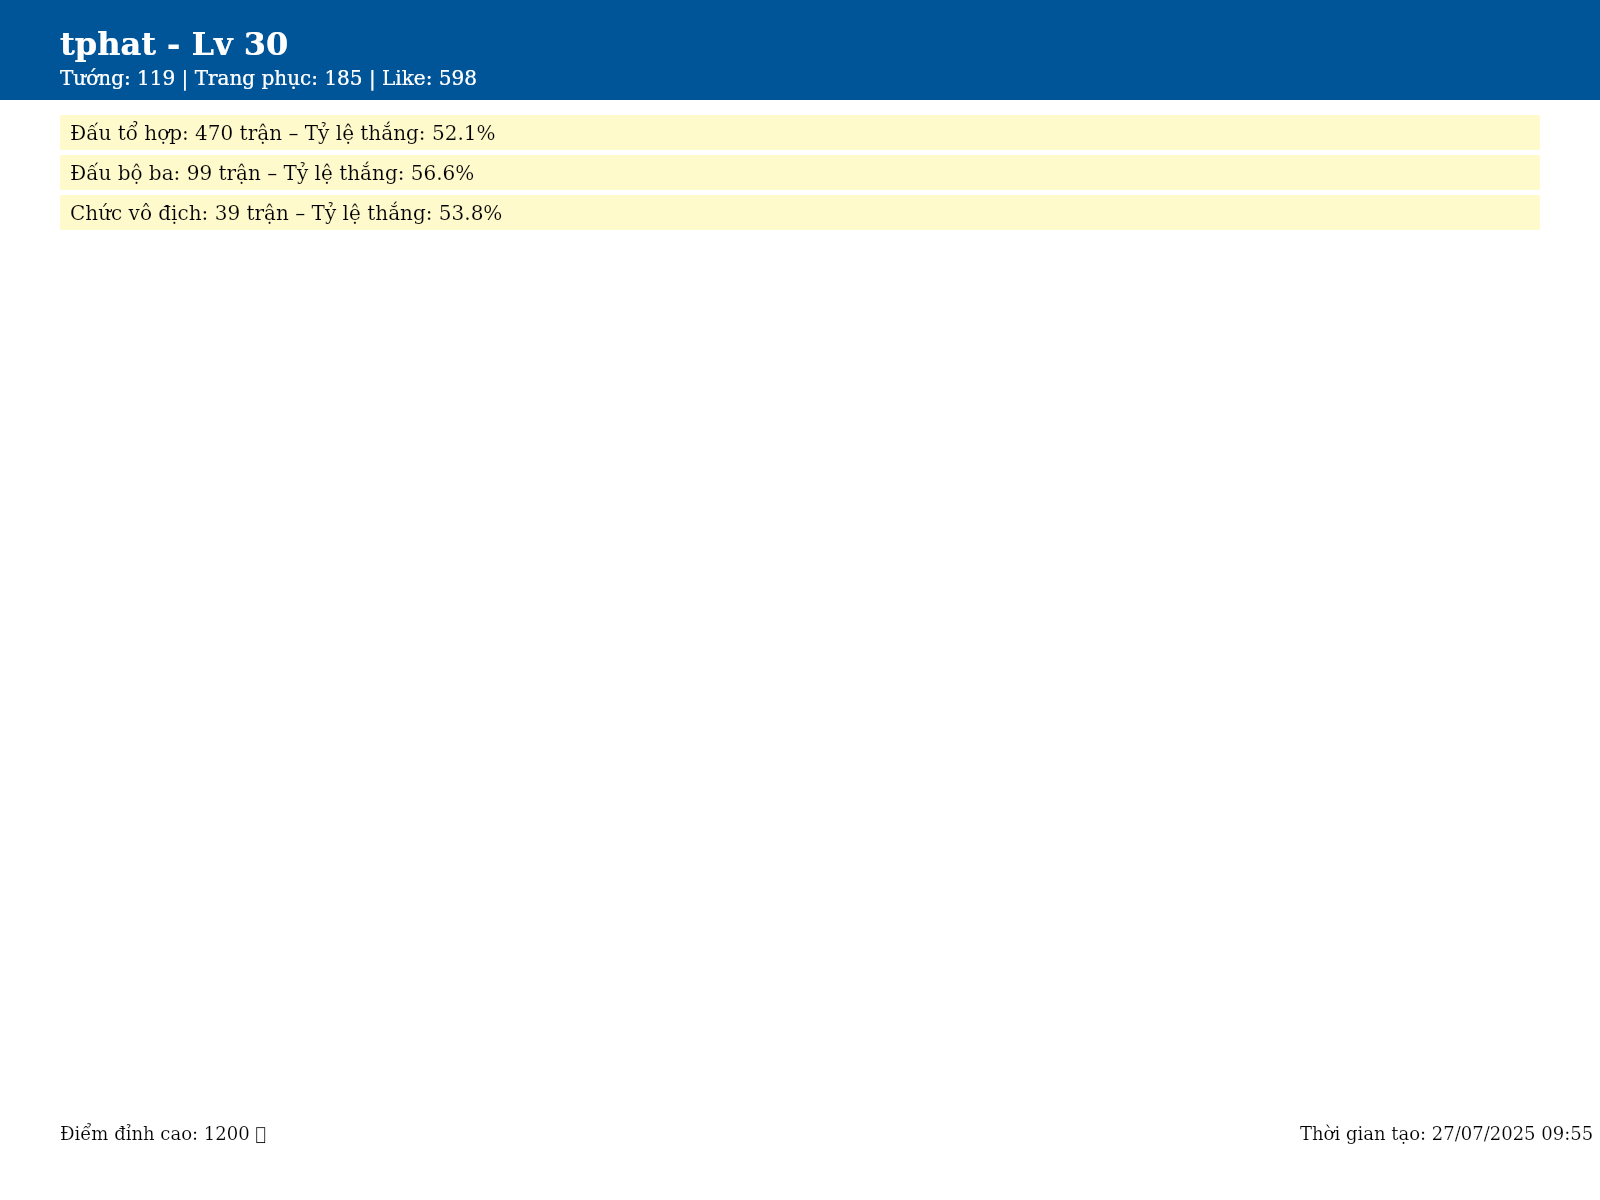 tphat - Lv 30
Tướng: 119 | Trang phục: 185 | Like: 598
Đấu tổ hợp: 470 trận – Tỷ lệ thắng: 52.1%
Đấu bộ ba: 99 trận – Tỷ lệ thắng: 56.6%
Chức vô địch: 39 trận – Tỷ lệ thắng: 53.8%
Điểm đỉnh cao: 1200
Thời gian tạo: 27/07/2025 09:55